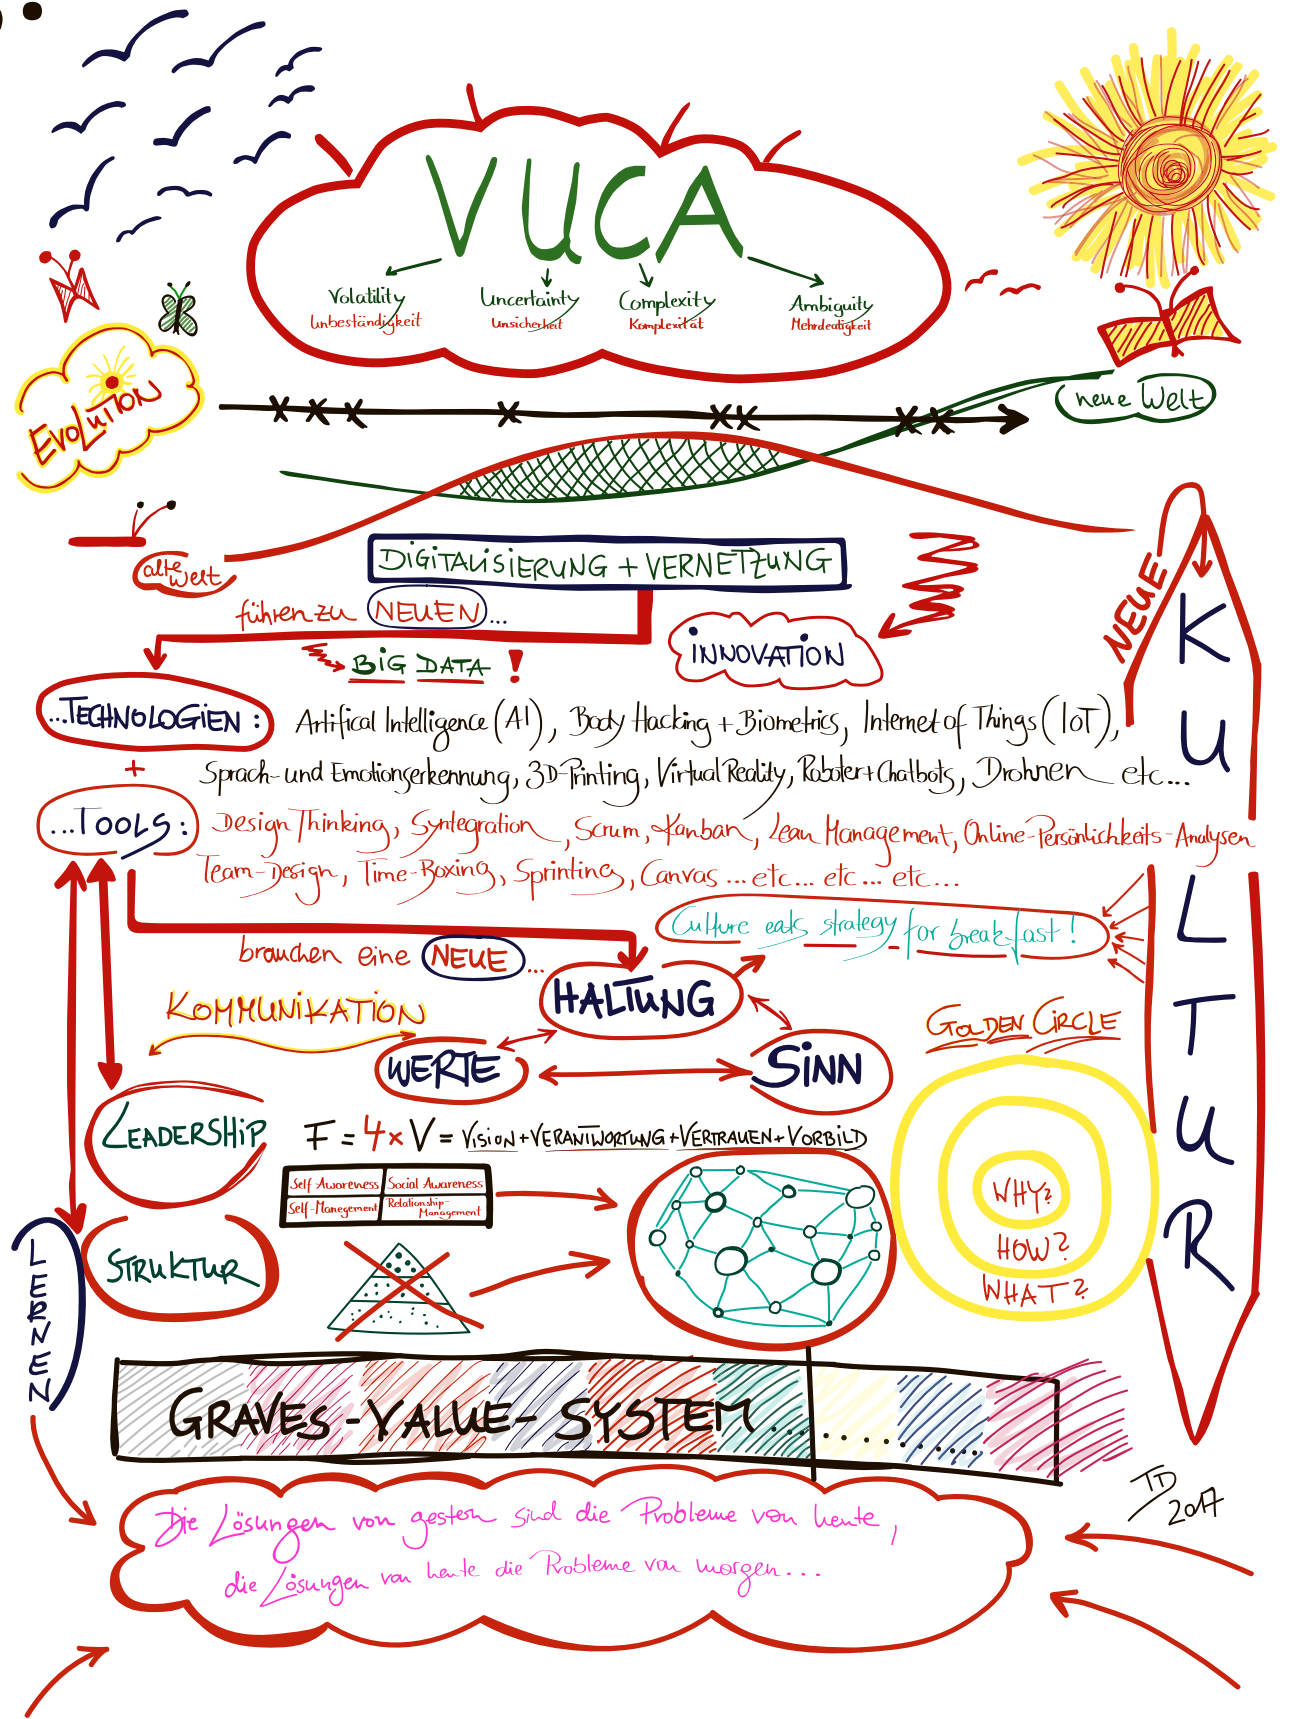 VUCA
Volatility Uncertainty Complexity Ambiguity
Unbeständigkeit Unsicherheit Komplexität Mehrdeutigkeit
EVOLUTION
neue Welt
alte Welt
DIGITALISIERUNG + VERNETZUNG
führen zu NEUEN ...
BIG DATA !
INNOVATION
NEUE
KULTUR
...TECHNOLOGIEN: Artifical Intelligence (AI), Body Hacking + Biometrics, Internet of Things (IoT),
Sprach- und Emotionserkennung, 3D-Printing, Virtual Reality, Roboter + Chatbots, Drohnen etc...
+
...TOOLS: Design Thinking, Syntegration, Scrum, Kanban, Lean Management, Online-Persönlichkeits-Analysen
Team-Design, Time-Boxing, Sprinting, Canvas ... etc... etc... etc...
Culture eats strategy for breakfast!
brauchen eine NEUE ...
HALTUNG
KOMMUNIKATION
WERTE
SINN
GOLDEN CIRCLE
WHY?
HOW?
WHAT?
LEADERSHIP
F = 4 x V = VISION + VERANTWORTUNG + VERTRAUEN + VORBILD
Self-Awareness Social Awareness
Self-Manegement Relationship-
Management
STRUKTUR
LERNEN
GRAVES-VALUE-SYSTEM ..............
TD
2017
Die Lösungen von gestern sind die Probleme von heute,
die Lösungen von heute die Probleme von morgen...